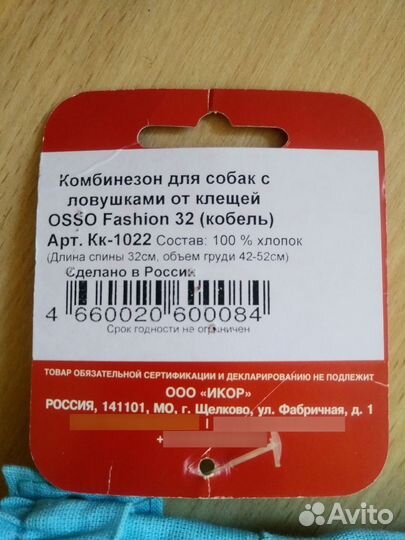 Комбинезон для собак с
ловушками от клещей
OSSO Fashion 32 (кобель)
Арт. Кк-1022 Состав: 100 % хлопок
(Длина спины 32см, объем груди 42-52см)
Сделано в России
4 660020 600084
Срок годности не ограничен
ТОВАР ОБЯЗАТЕЛЬНОЙ СЕРТИФИКАЦИИ И ДЕКЛАРИРОВАНИЮ НЕ ПОДЛЕЖИТ
ООО «ИКОР»
РОССИЯ, 141101, МО, г. Щелково, ул. Фабричная, д. 1
+
Avito